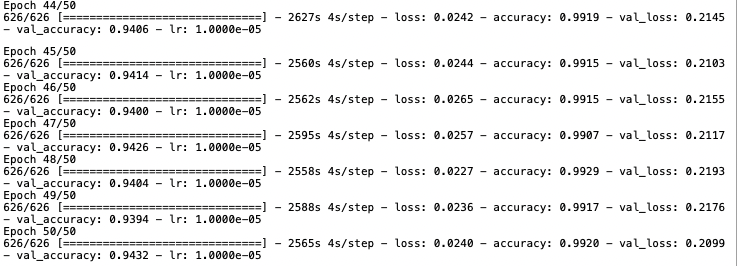 Epoch 44/50
626/626 [==============================] - 2627s 4s/step - loss: 0.0242 - accuracy: 0.9919 - val_loss: 0.2145
- val_accuracy: 0.9406 - lr: 1.0000e-05
Epoch 45/50
626/626 [==============================] - 2560s 4s/step - loss: 0.0244 - accuracy: 0.9915 - val_loss: 0.2103
- val_accuracy: 0.9414 - lr: 1.0000e-05
Epoch 46/50
626/626 [==============================] - 2562s 4s/step - loss: 0.0265 - accuracy: 0.9915 - val_loss: 0.2155
- val_accuracy: 0.9400 - lr: 1.0000e-05
Epoch 47/50
626/626 [==============================] - 2595s 4s/step - loss: 0.0257 - accuracy: 0.9907 - val_loss: 0.2117
- val_accuracy: 0.9426 - lr: 1.0000e-05
Epoch 48/50
626/626 [==============================] - 2558s 4s/step - loss: 0.0227 - accuracy: 0.9929 - val_loss: 0.2193
- val_accuracy: 0.9404 - lr: 1.0000e-05
Epoch 49/50
626/626 [==============================] - 2588s 4s/step - loss: 0.0236 - accuracy: 0.9917 - val_loss: 0.2176
- val_accuracy: 0.9394 - lr: 1.0000e-05
Epoch 50/50
626/626 [==============================] - 2565s 4s/step - loss: 0.0240 - accuracy: 0.9920 - val_loss: 0.2099
- val_accuracy: 0.9432 - lr: 1.0000e-05